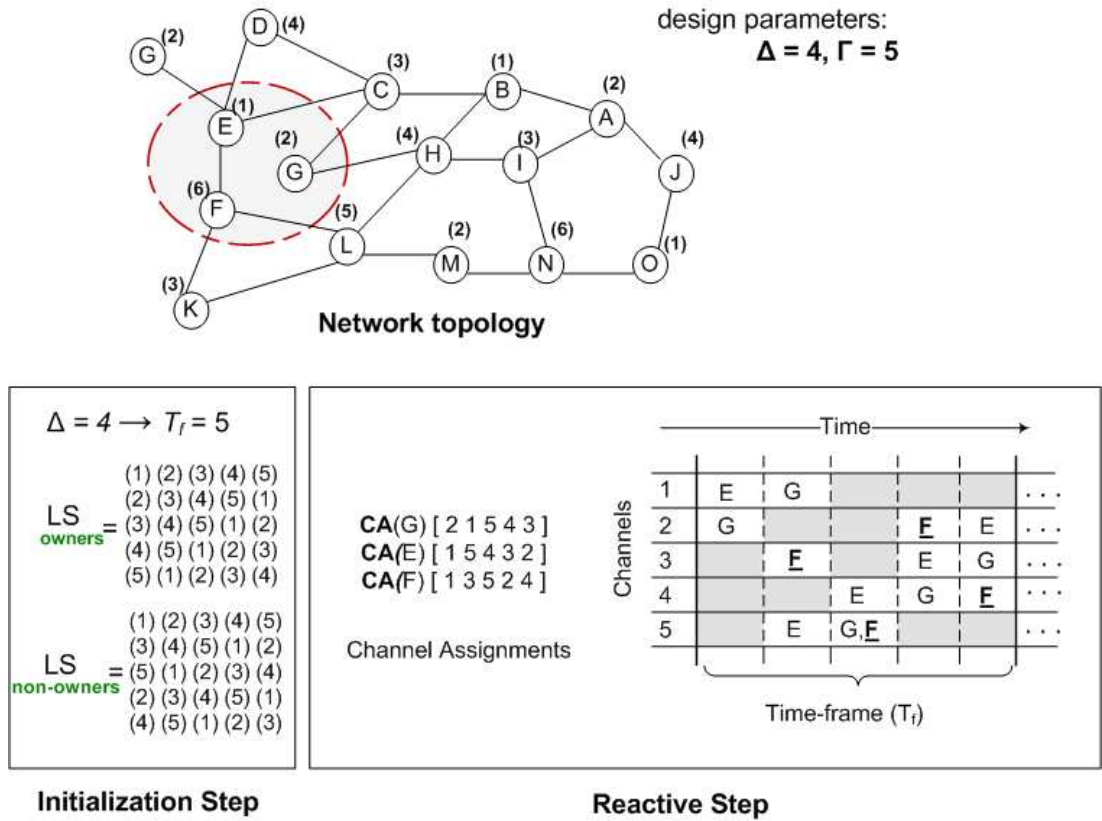 design parameters:
Δ = 4, Γ = 5
D (4)
G (2)
C (3)
B (1)
A (2)
E (1)
G (2)
H (4)
I (3)
J (4)
F (6)
L (5)
M (2)
N (6)
O (1)
K (3)
Network topology
Δ = 4 → Tf = 5
LS owners =
(1) (2) (3) (4) (5)
(2) (3) (4) (5) (1)
(3) (4) (5) (1) (2)
(4) (5) (1) (2) (3)
(5) (1) (2) (3) (4)
LS non-owners =
(1) (2) (3) (4) (5)
(3) (4) (5) (1) (2)
(5) (1) (2) (3) (4)
(2) (3) (4) (5) (1)
(4) (5) (1) (2) (3)
Initialization Step
CA(G) [ 2 1 5 4 3 ]
CA(E) [ 1 5 4 3 2 ]
CA(F) [ 1 3 5 2 4 ]
Channel Assignments
Time
Channels
1 E G . . .
2 G F E . . .
3 F E G . . .
4 E G F . . .
5 E G,F . . .
Time-frame (Tf)
Reactive Step